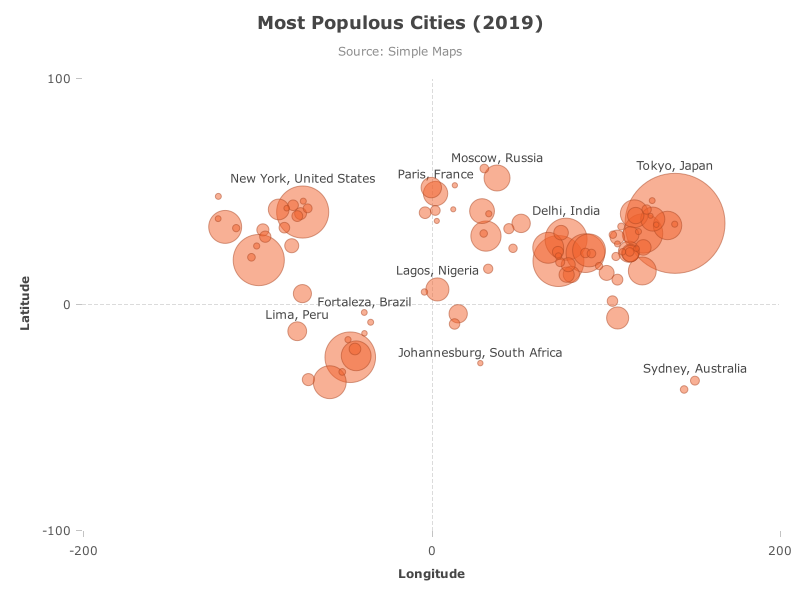 Most Populous Cities (2019)
Source: Simple Maps
100
Moscow, Russia
Tokyo, Japan
Paris, France
New York, United States
Delhi, India
Lagos, Nigeria
Latitude
0
Fortaleza, Brazil
Lima, Peru
Johannesburg, South Africa
Sydney, Australia
-100
-200
0
200
Longitude